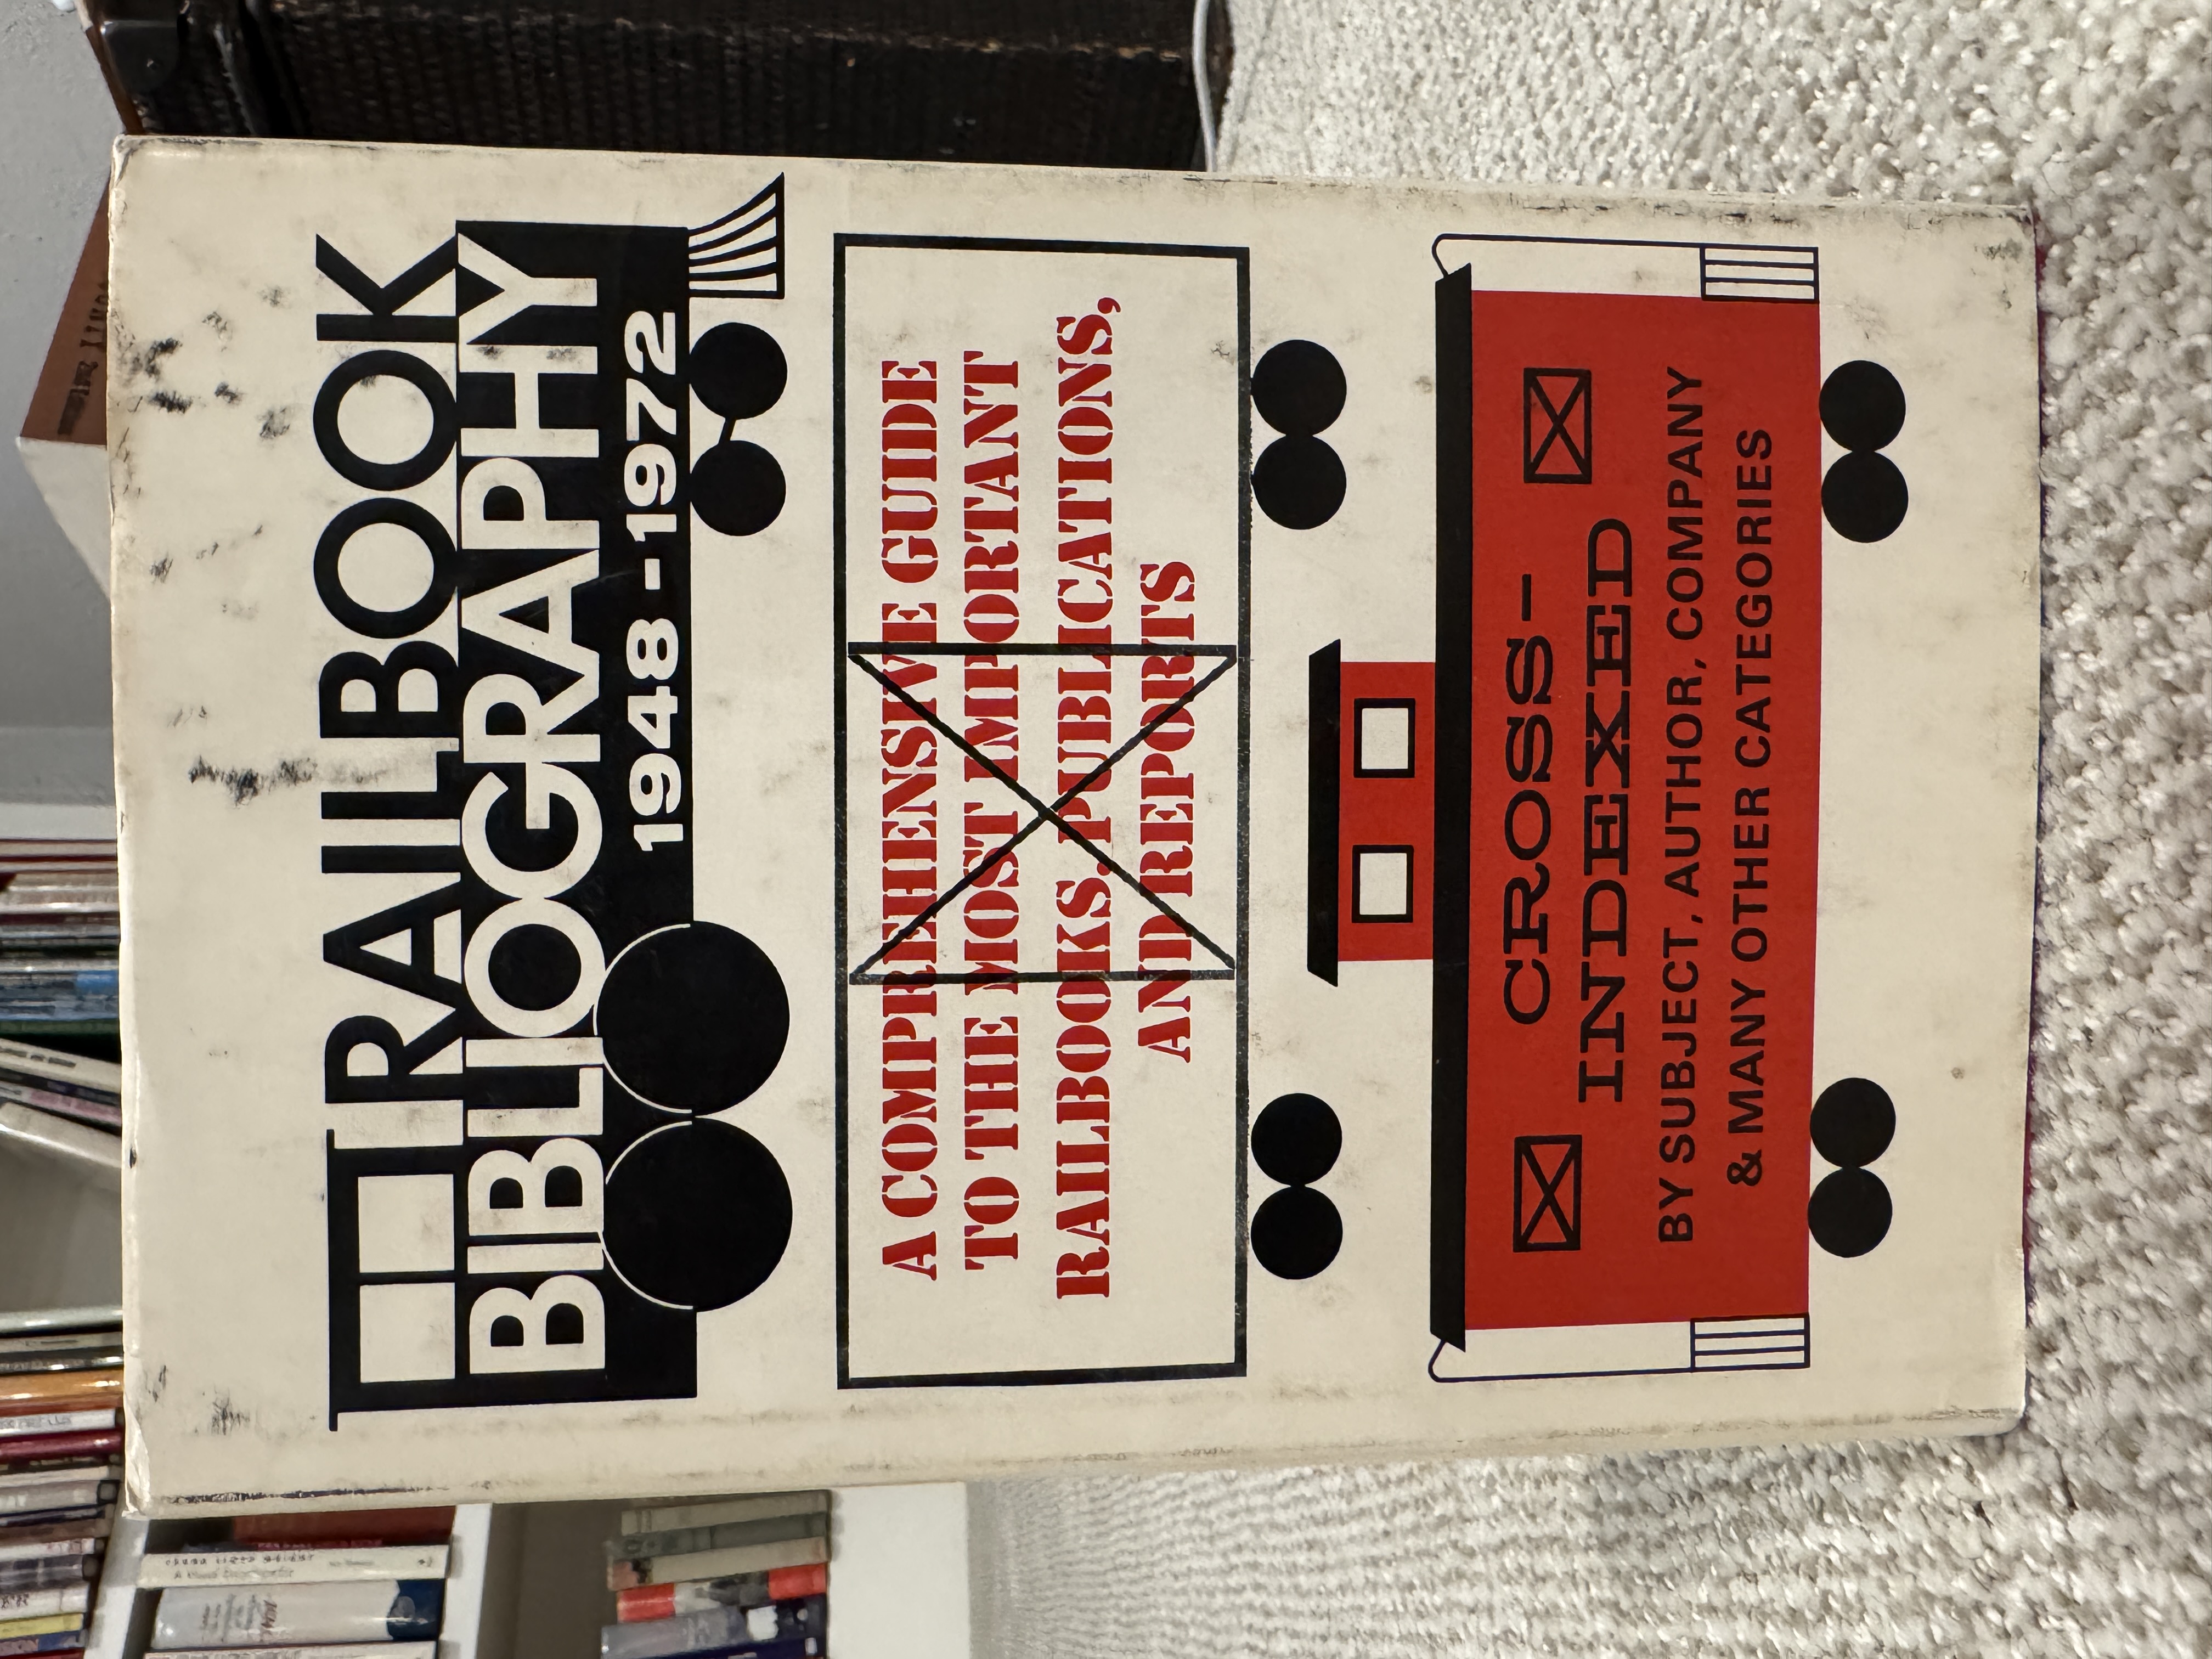 RAILBOOK
BIBLIOGRAPHY
1948-1972
A COMPREHENSIVE GUIDE
TO THE MOST IMPORTANT
RAILBOOKS, PUBLICATIONS,
AND REPORTS
CROSS-
INDEXED
BY SUBJECT, AUTHOR, COMPANY
& MANY OTHER CATEGORIES